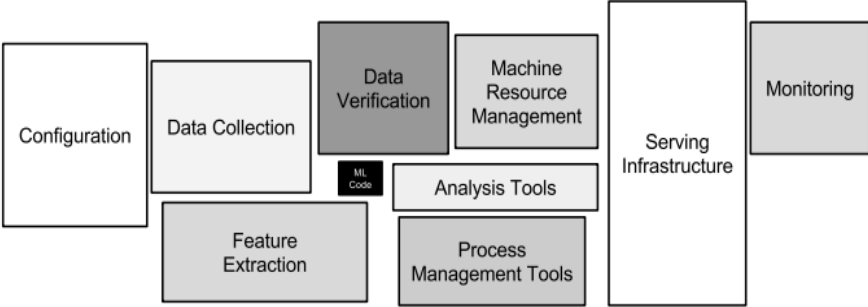 Configuration
Data Collection
Feature
Extraction
Data
Verification
ML
Code
Machine
Resource
Management
Analysis Tools
Process
Management Tools
Serving
Infrastructure
Monitoring